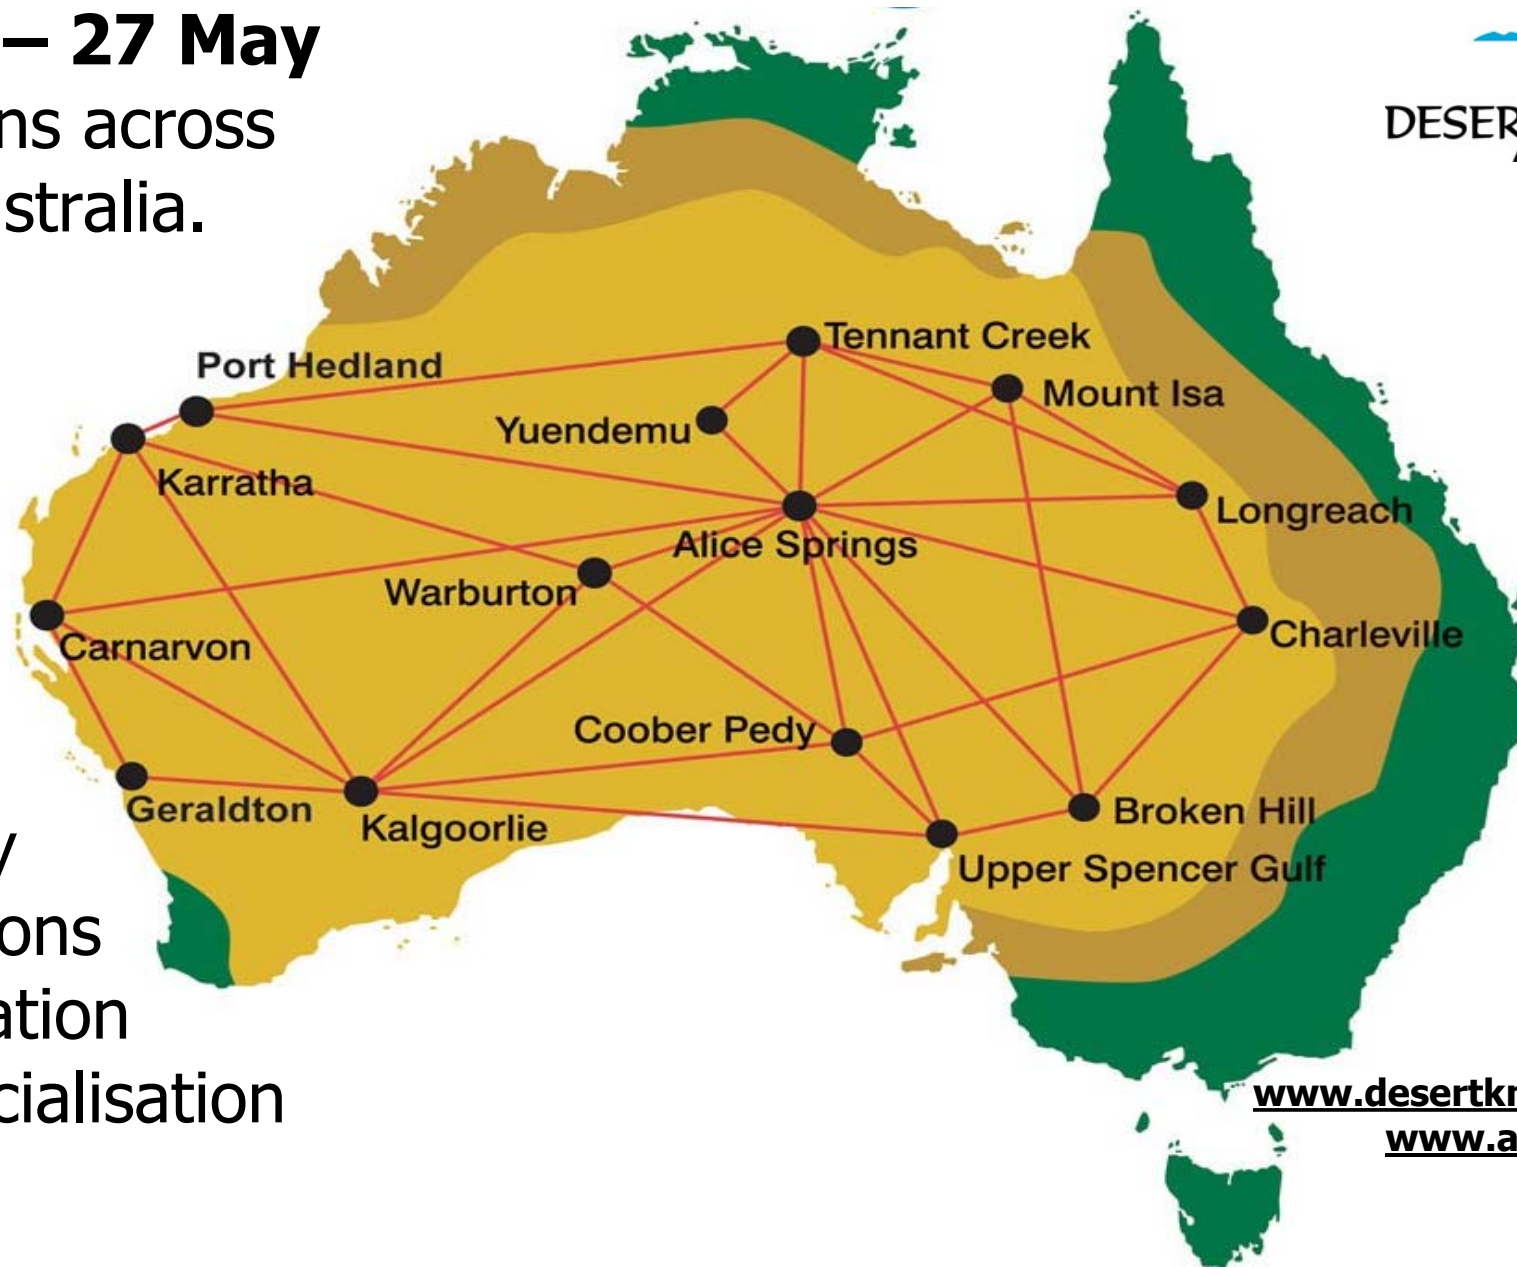 – 27 May
ns across
stralia.
DESER
Tennant Creek
Port Hedland
Mount Isa
Yuendemu
Karratha
Longreach
Alice Springs
Warburton
Charleville
Carnarvon
Coober Pedy
Geraldton
Broken Hill
Kalgoorlie
Upper Spencer Gulf
y
ons
ation
cialisation
www.desertkn
www.a